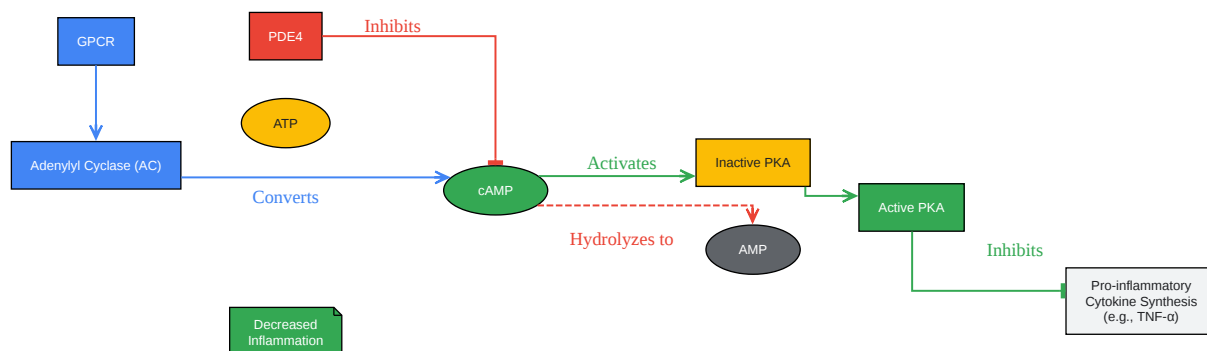 GPCR
PDE4
Inhibits
ATP
Adenylyl Cyclase (AC)
Converts
cAMP
Activates
Inactive PKA
Hydrolyzes to
AMP
Active PKA
Inhibits
Pro-inflammatory
Cytokine Synthesis
(e.g., TNF-α)
Decreased
Inflammation